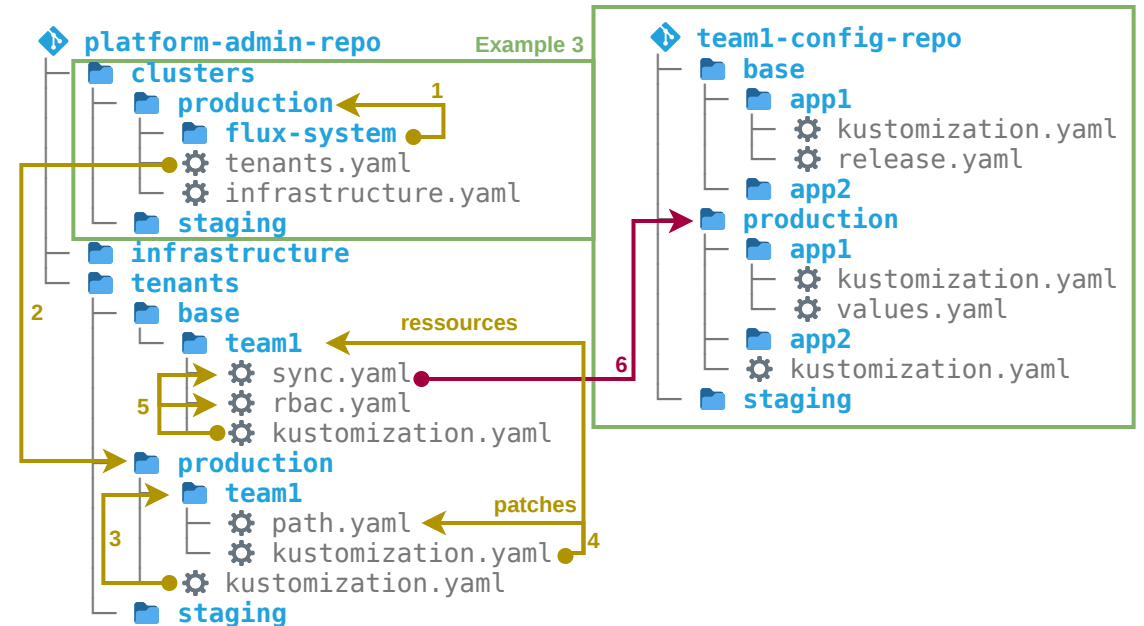 platform-admin-repo
Example 3
clusters
production
1
flux-system
tenants.yaml
infrastructure.yaml
staging
infrastructure
tenants
2
base
ressources
team1
sync.yaml
6
rbac.yaml
5
kustomization.yaml
production
team1
patches
path.yaml
3
4
kustomization.yaml
kustomization.yaml
staging
team1-config-repo
base
app1
kustomization.yaml
release.yaml
app2
production
app1
kustomization.yaml
values.yaml
app2
kustomization.yaml
staging